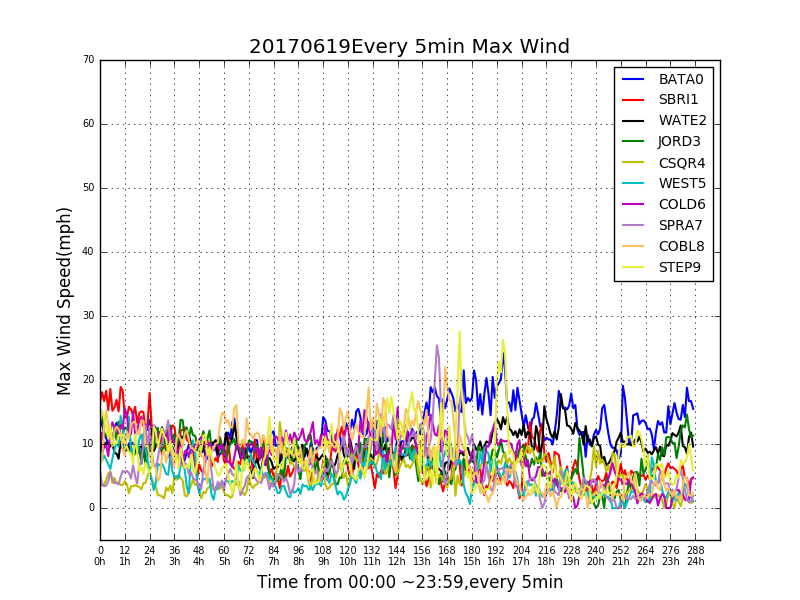 20170619Every 5min Max Wind
Max Wind Speed(mph)
70
60
50
40
30
20
10
0
BATA0
SBRI1
WATE2
JORD3
CSQR4
WEST5
COLD6
SPRA7
COBL8
STEP9
0 12 24 36 48 60 72 84 96 108 120 132 144 156 168 180 192 204 216 228 240 252 264 276 288
0h 1h 2h 3h 4h 5h 6h 7h 8h 9h 10h 11h 12h 13h 14h 15h 16h 17h 18h 19h 20h 21h 22h 23h 24h
Time from 00:00 ~23:59,every 5min